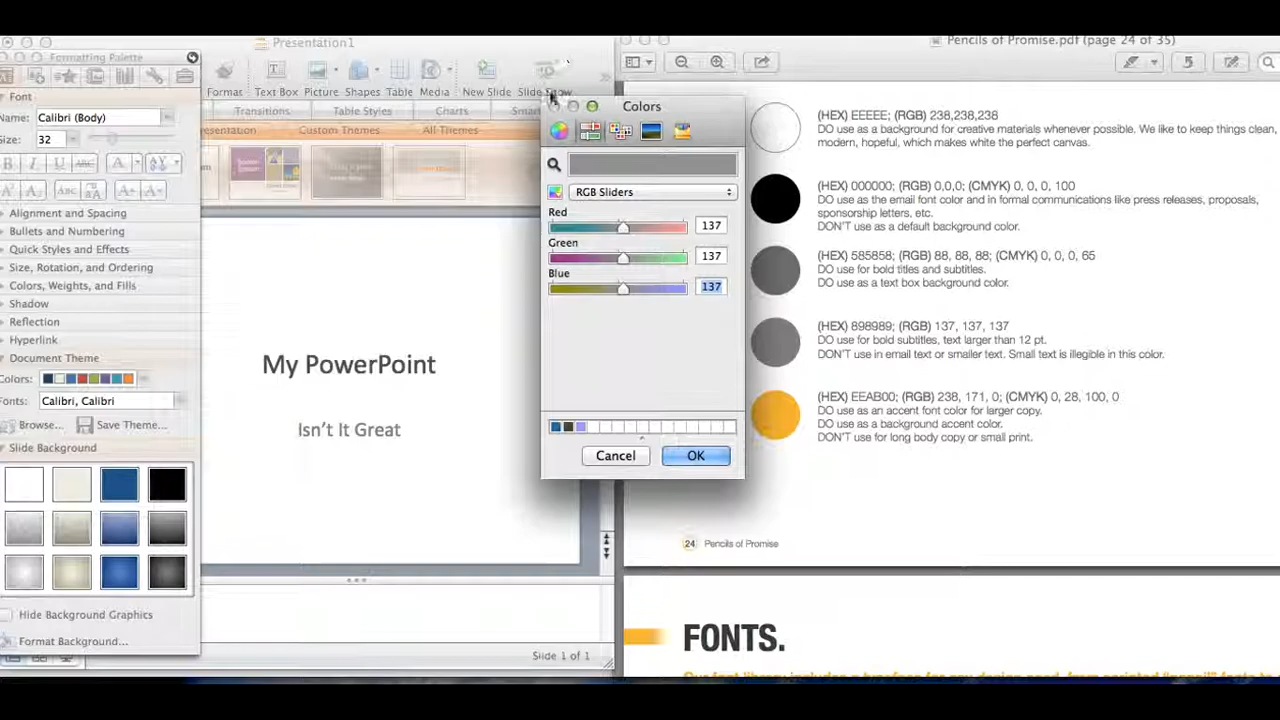 Presentation1
Formatting Palette
Font
Name: Calibri (Body)
Size: 32
B I U ABC
Alignment and Spacing
Bullets and Numbering
Quick Styles and Effects
Size, Rotation, and Ordering
Colors, Weights, and Fills
Shadow
Reflection
Hyperlink
Document Theme
Colors:
Fonts: Calibri, Calibri
Browse...
Save Theme...
Slide Background
Hide Background Graphics
Format Background...
Format
Text Box
Picture
Shapes
Table
Media
New Slide
Slide Show
Transitions
Table Styles
Charts
Smart
Custom Themes
All Themes
My PowerPoint
Isn't It Great
Slide 1 of 1
Colors
RGB Sliders
Red
137
Green
137
Blue
137
Cancel
OK
Pencils of Promise.pdf (page 24 of 35)
(HEX) EEEEE; (RGB) 238,238,238
DO use as a background for creative materials whenever possible. We like to keep things clean,
modern, hopeful, which makes white the perfect canvas.
(HEX) 000000; (RGB) 0,0,0; (CMYK) 0, 0, 0, 100
DO use as the email font color and in formal communications like press releases, proposals,
sponsorship letters, etc.
DON'T use as a default background color.
(HEX) 585858; (RGB) 88, 88, 88; (CMYK) 0, 0, 0, 65
DO use for bold titles and subtitles.
DO use as a text box background color.
(HEX) 898989; (RGB) 137, 137, 137
DO use for bold subtitles, text larger than 12 pt.
DON'T use in email text or smaller text. Small text is illegible in this color.
(HEX) EEAB00; (RGB) 238, 171, 0; (CMYK) 0, 28, 100, 0
DO use as an accent font color for larger copy.
DO use as a background accent color.
DON'T use for long body copy or small print.
24 Pencils of Promise
FONTS.